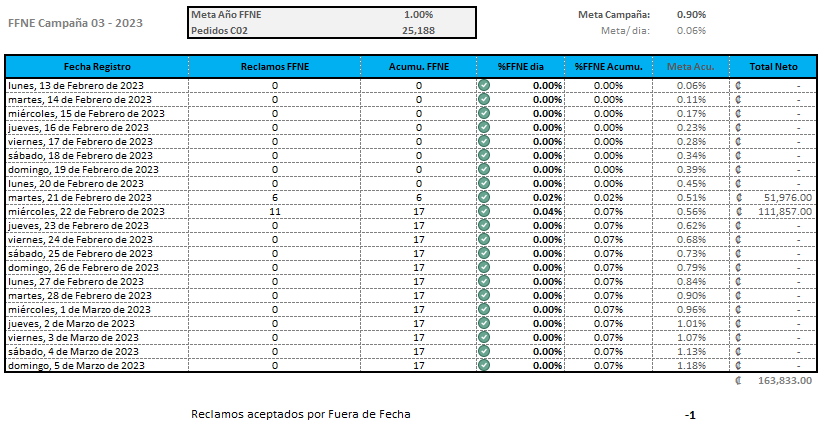 FFNE Campaña 03 - 2023
Meta Año FFNE 1.00%
Pedidos C02 25,188
Meta Campaña: 0.90%
Meta/ dia: 0.06%
Fecha Registro Reclamos FFNE Acumu. FFNE %FFNE dia %FFNE Acumu. Meta Acu. Total Neto
lunes, 13 de Febrero de 2023 0 0 0.00% 0.00% 0.06% ₡ -
martes, 14 de Febrero de 2023 0 0 0.00% 0.00% 0.11% ₡ -
miércoles, 15 de Febrero de 2023 0 0 0.00% 0.00% 0.17% ₡ -
jueves, 16 de Febrero de 2023 0 0 0.00% 0.00% 0.23% ₡ -
viernes, 17 de Febrero de 2023 0 0 0.00% 0.00% 0.28% ₡ -
sábado, 18 de Febrero de 2023 0 0 0.00% 0.00% 0.34% ₡ -
domingo, 19 de Febrero de 2023 0 0 0.00% 0.00% 0.39% ₡ -
lunes, 20 de Febrero de 2023 0 0 0.00% 0.00% 0.45% ₡ -
martes, 21 de Febrero de 2023 6 6 0.02% 0.02% 0.51% ₡ 51,976.00
miércoles, 22 de Febrero de 2023 11 17 0.04% 0.07% 0.56% ₡ 111,857.00
jueves, 23 de Febrero de 2023 0 17 0.00% 0.07% 0.62% ₡ -
viernes, 24 de Febrero de 2023 0 17 0.00% 0.07% 0.68% ₡ -
sábado, 25 de Febrero de 2023 0 17 0.00% 0.07% 0.73% ₡ -
domingo, 26 de Febrero de 2023 0 17 0.00% 0.07% 0.79% ₡ -
lunes, 27 de Febrero de 2023 0 17 0.00% 0.07% 0.84% ₡ -
martes, 28 de Febrero de 2023 0 17 0.00% 0.07% 0.90% ₡ -
miércoles, 1 de Marzo de 2023 0 17 0.00% 0.07% 0.96% ₡ -
jueves, 2 de Marzo de 2023 0 17 0.00% 0.07% 1.01% ₡ -
viernes, 3 de Marzo de 2023 0 17 0.00% 0.07% 1.07% ₡ -
sábado, 4 de Marzo de 2023 0 17 0.00% 0.07% 1.13% ₡ -
domingo, 5 de Marzo de 2023 0 17 0.00% 0.07% 1.18% ₡ -
₡ 163,833.00
Reclamos aceptados por Fuera de Fecha -1